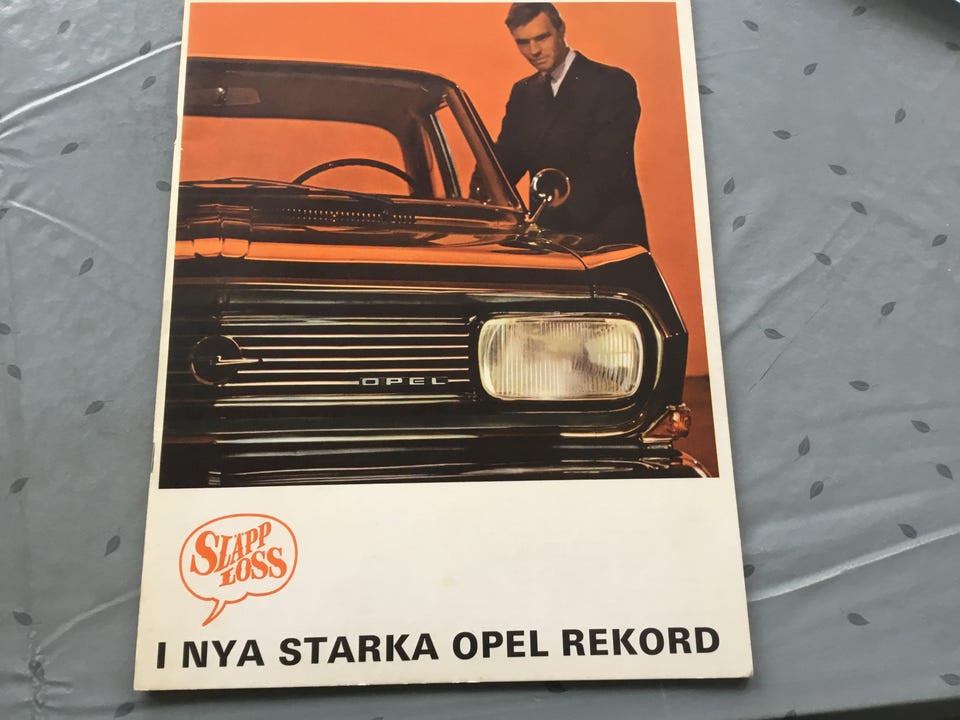 OPEL
SLÄPP
LOSS
I NYA STARKA OPEL REKORD